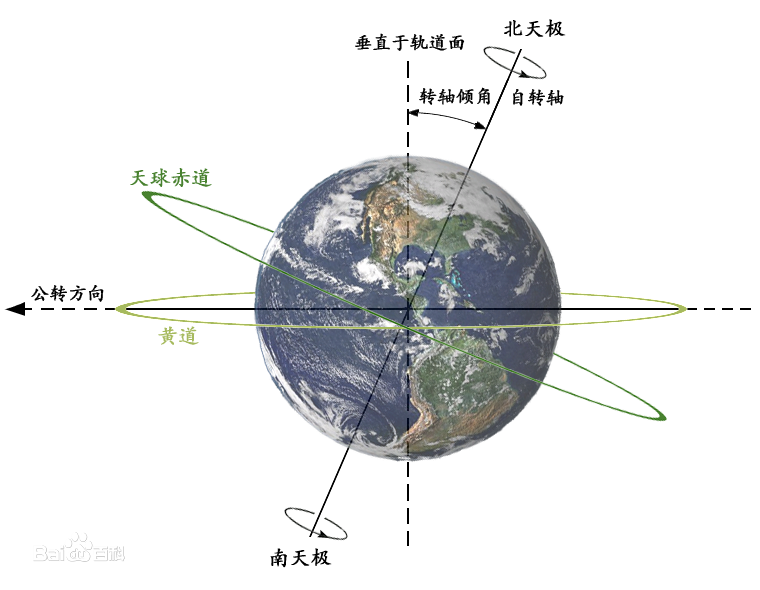 北天极
垂直于轨道面
转轴倾角
自转轴
天球赤道
公转方向
黄道
南天极
Baidu百科